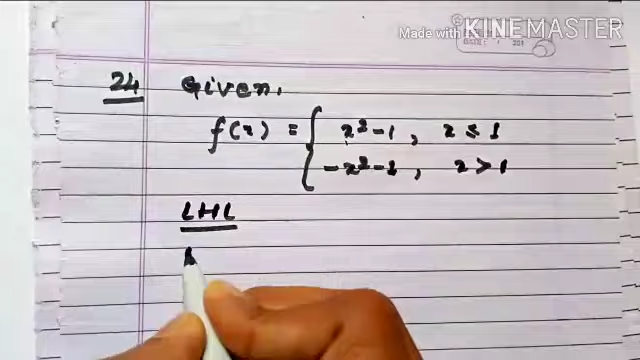 Made with KINEMASTER
24 Given.
f(x) = { x² - 1 , x ≤ 1
-x² - 1 , x > 1
LHL